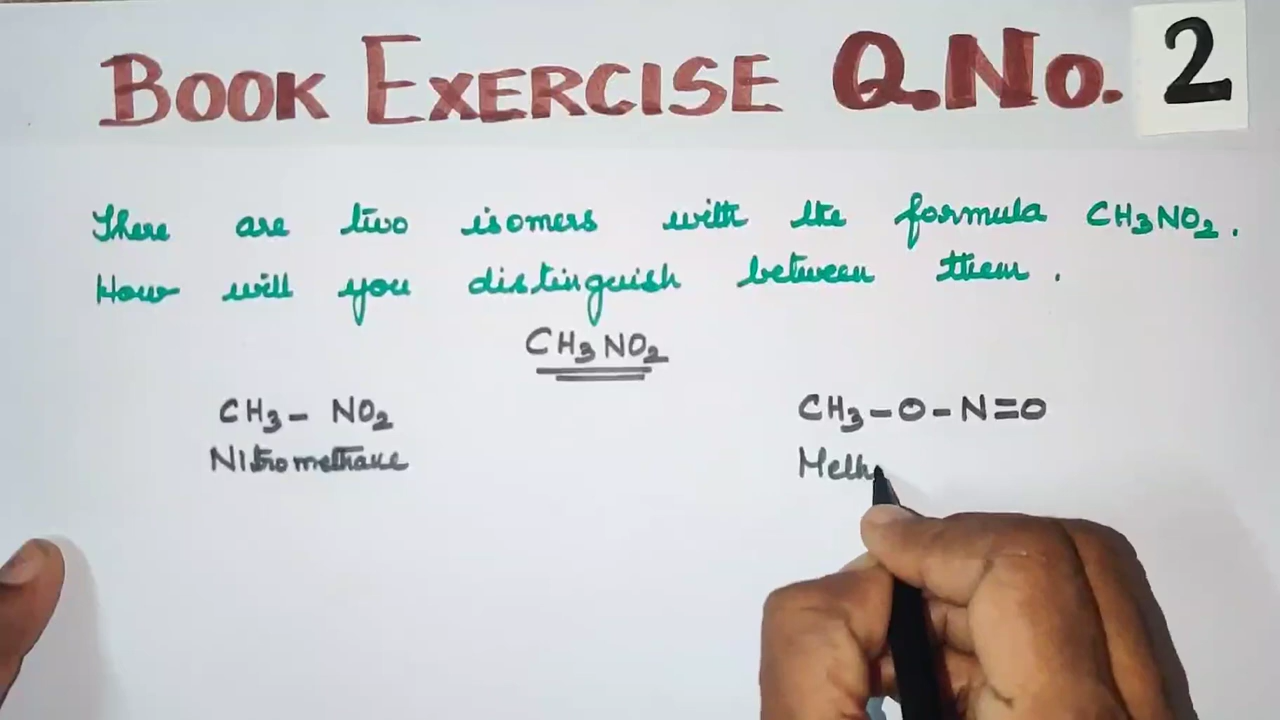 BOOK EXERCISE Q.No. 2
There are two isomers with the formula CH₃NO₂.
How will you distinguish between them.
CH₃NO₂
CH₃- NO₂
CH₃-O-N=O
Nitromethane
Meth